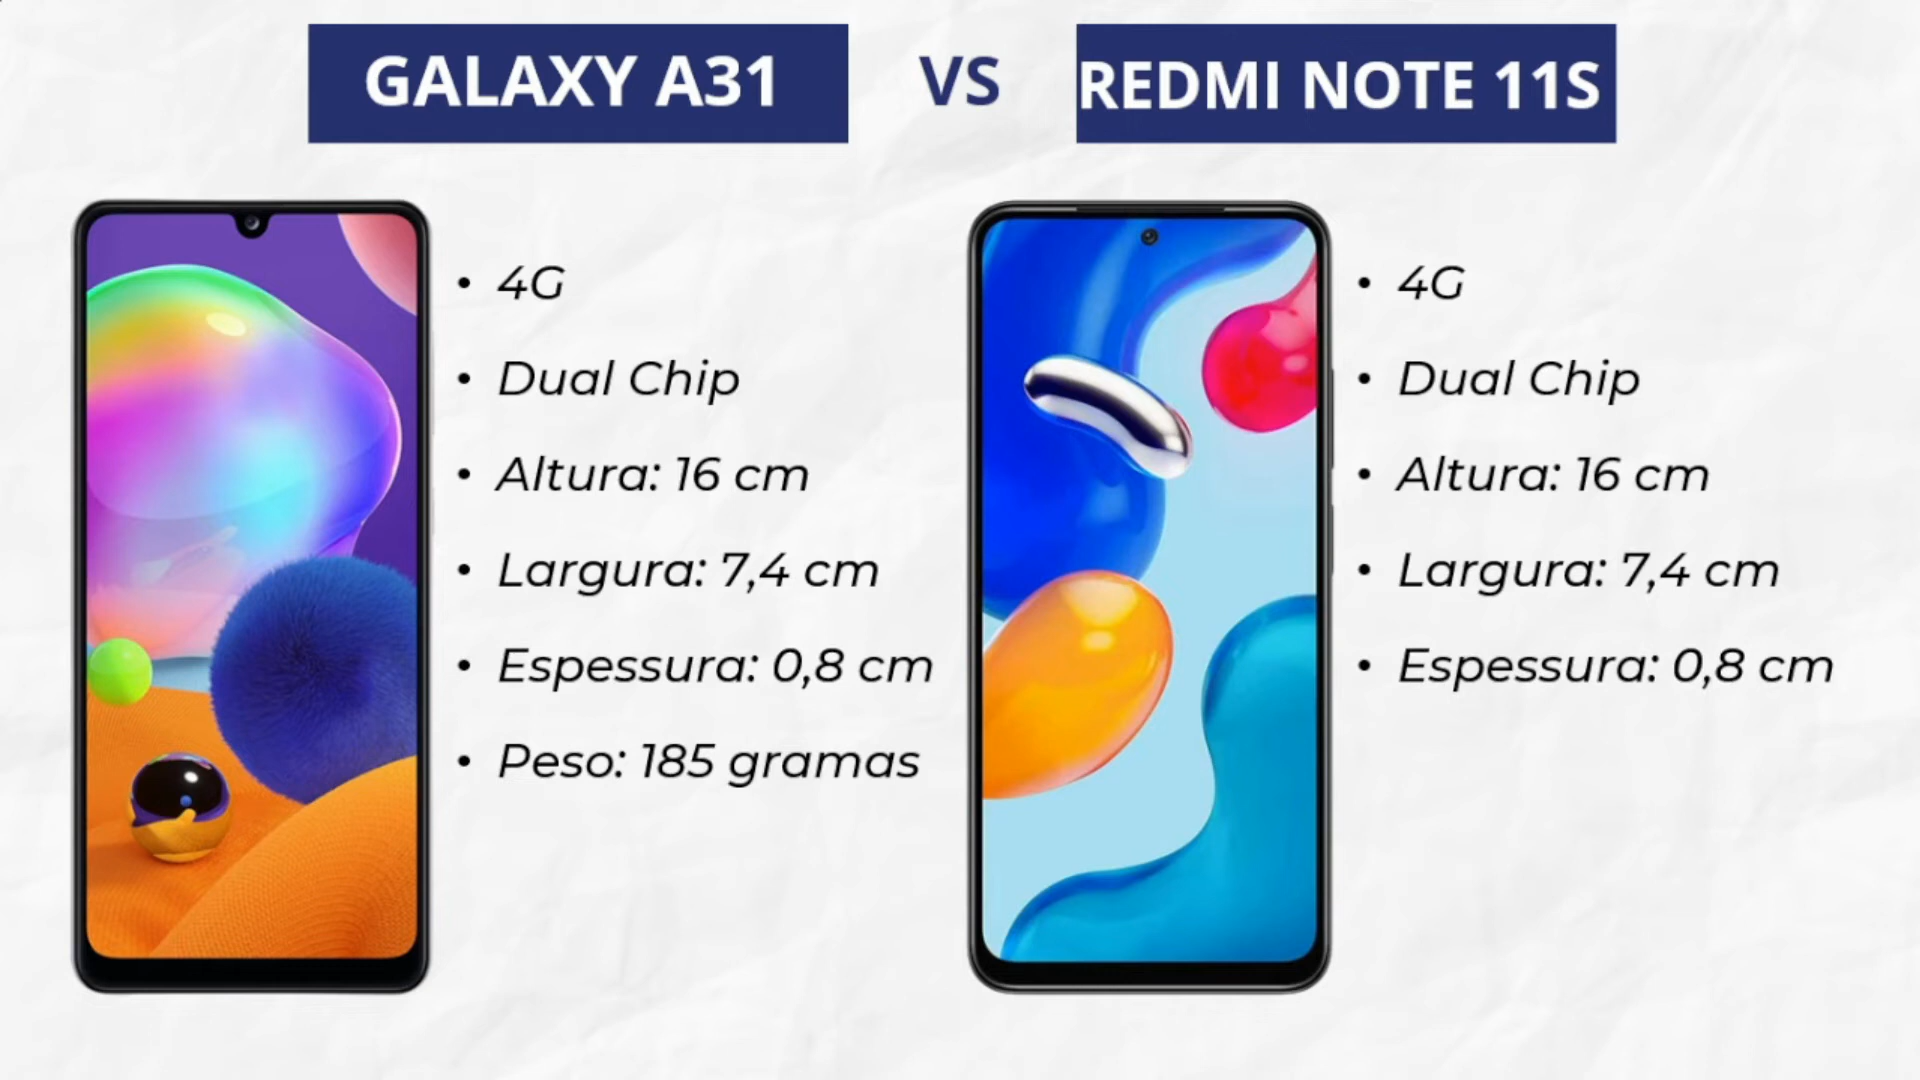 GALAXY A31 VS REDMI NOTE 11S
• 4G
• Dual Chip
• Altura: 16 cm
• Largura: 7,4 cm
• Espessura: 0,8 cm
• Peso: 185 gramas
• 4G
• Dual Chip
• Altura: 16 cm
• Largura: 7,4 cm
• Espessura: 0,8 cm